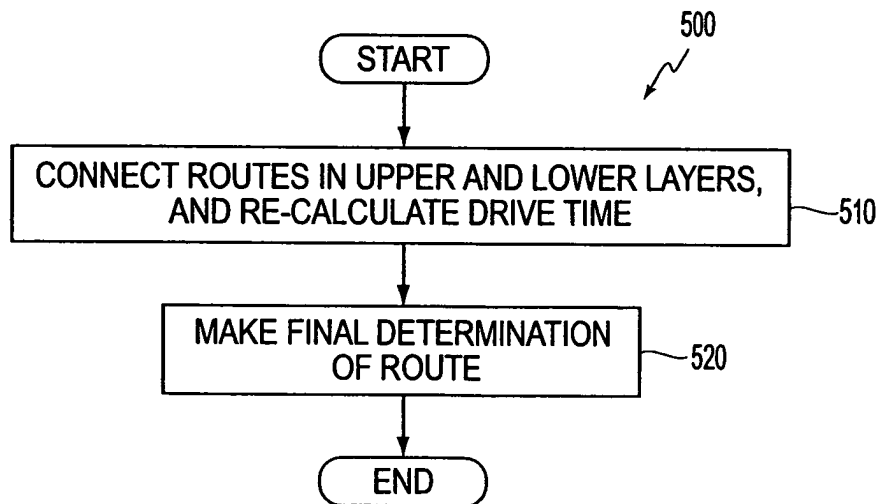 500
START
CONNECT ROUTES IN UPPER AND LOWER LAYERS,
AND RE-CALCULATE DRIVE TIME
510
MAKE FINAL DETERMINATION
OF ROUTE
520
END